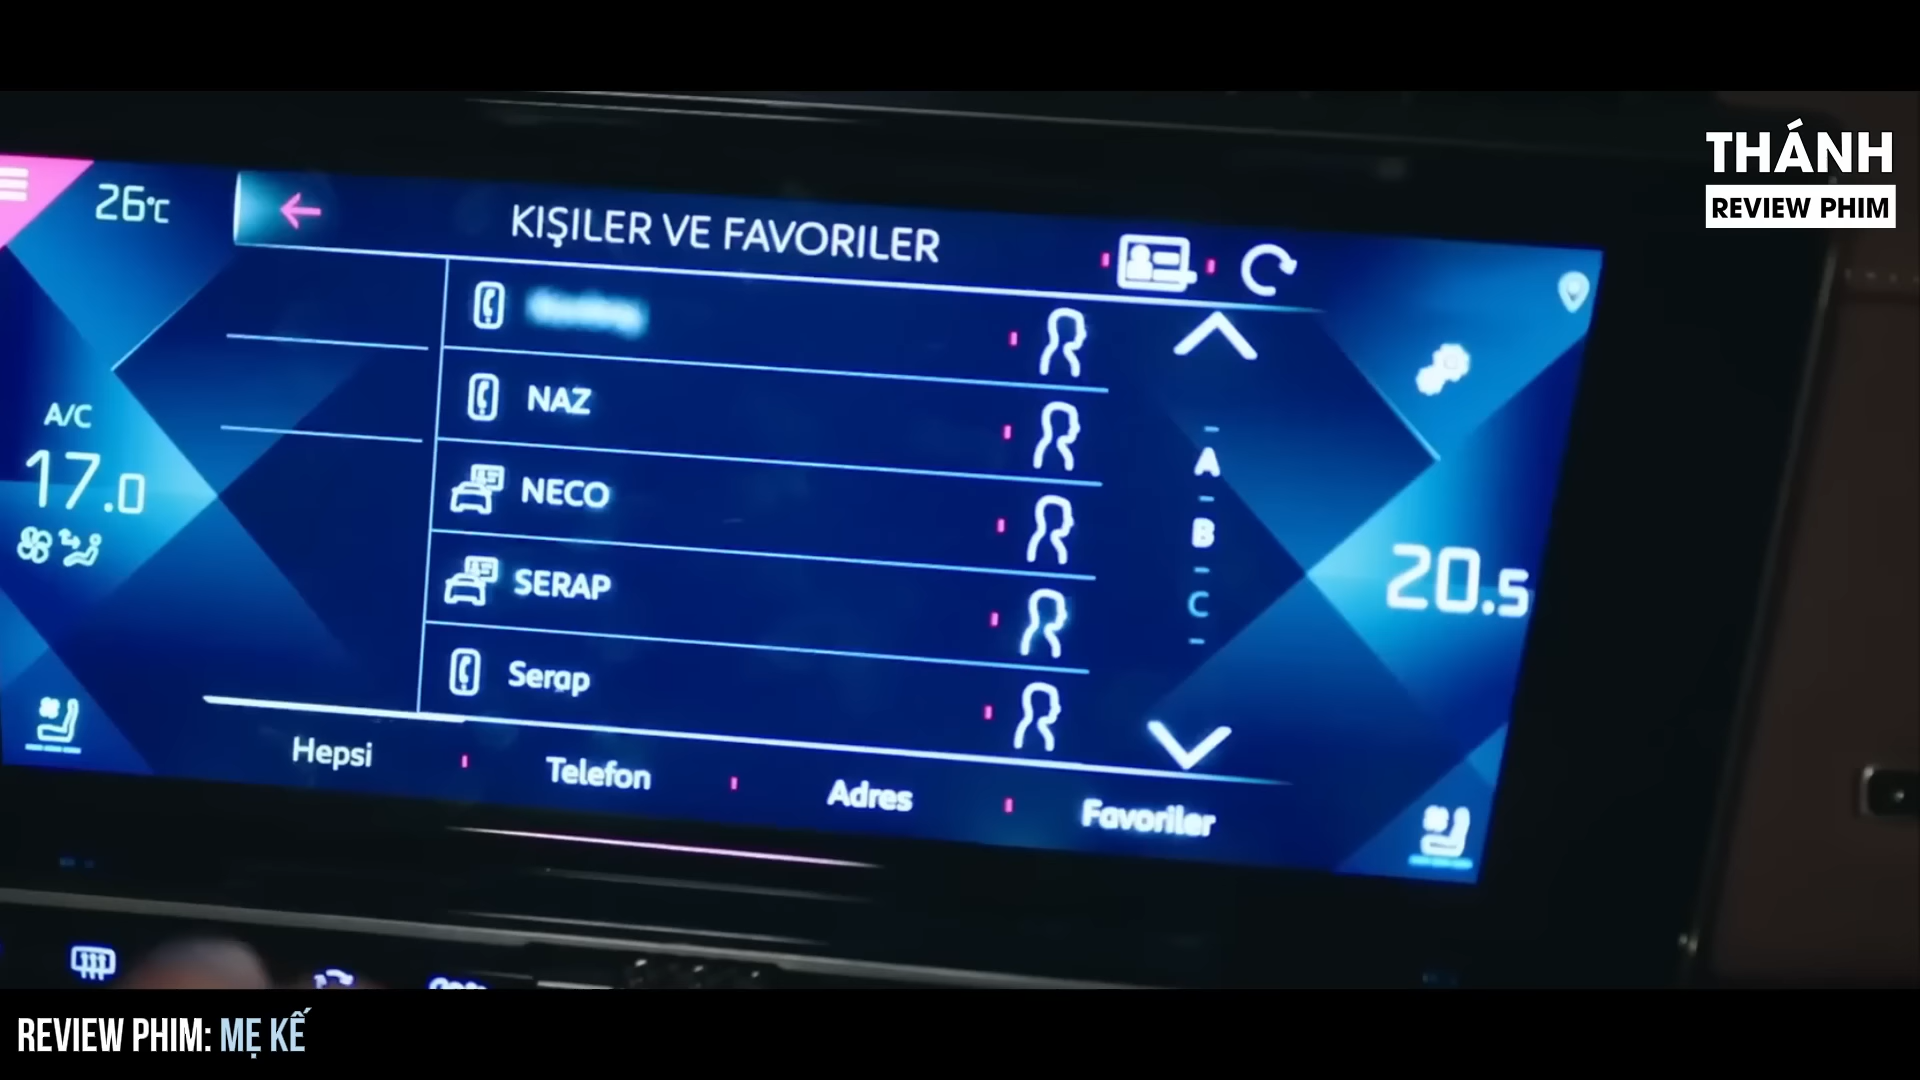 THÁNH
REVIEW PHIM
26°C
KIŞILER VE FAVORILER
NAZ
A/C
A
17.0
NECO
B
20.5
SERAP
C
Serap
Hepsi
Telefon
Adres
Favoriler
REVIEW PHIM: MẸ KẾ